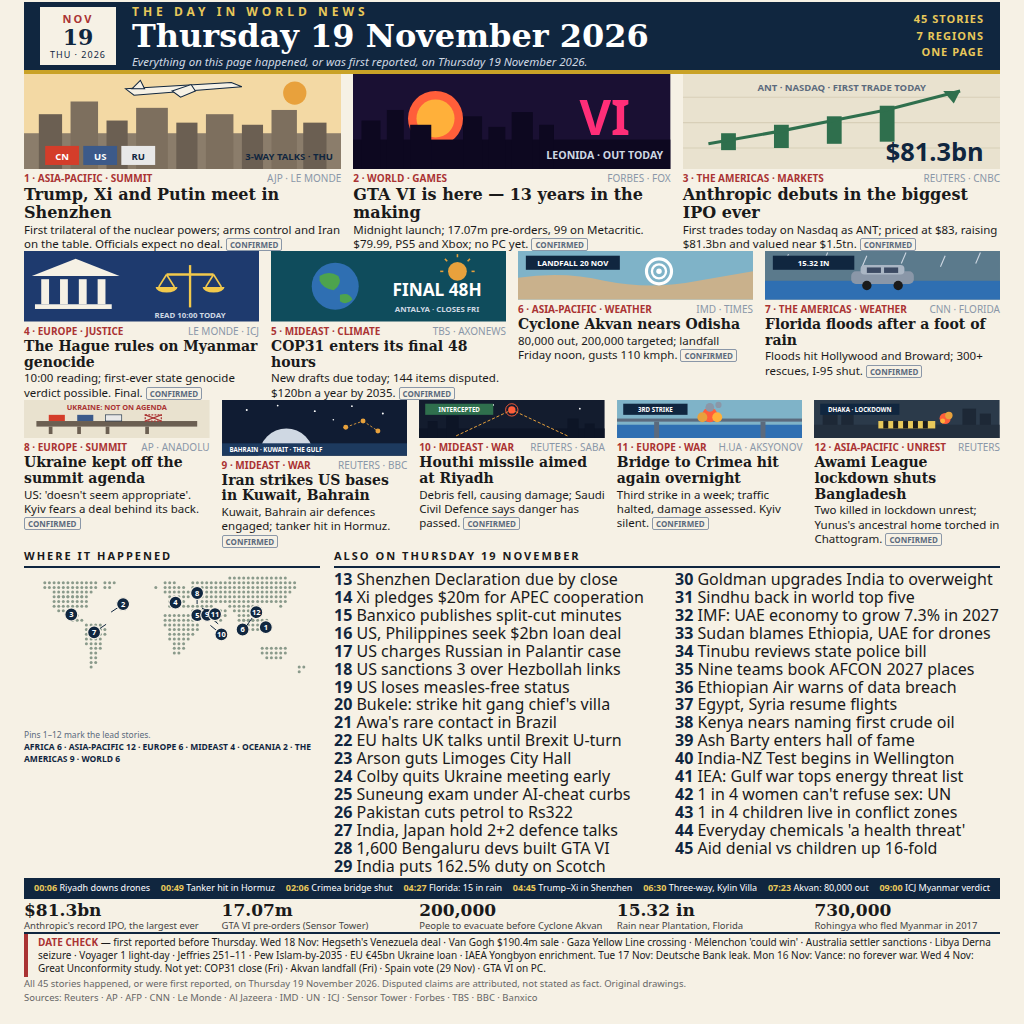 NOV
19
THU · 2026
THE DAY IN WORLD NEWS
Thursday 19 November 2026
Everything on this page happened, or was first reported, on Thursday 19 November 2026.
45 STORIES
7 REGIONS
ONE PAGE
CN US RU
3-WAY TALKS · THU
1 · ASIA-PACIFIC · SUMMIT AJP · LE MONDE
Trump, Xi and Putin meet in
Shenzhen
First trilateral of the nuclear powers; arms control and Iran
on the table. Officials expect no deal. CONFIRMED
VI
LEONIDA · OUT TODAY
2 · WORLD · GAMES FORBES · FOX
GTA VI is here — 13 years in the
making
Midnight launch; 17.07m pre-orders, 99 on Metacritic.
$79.99, PS5 and Xbox; no PC yet. CONFIRMED
ANT · NASDAQ · FIRST TRADE TODAY
$81.3bn
3 · THE AMERICAS · MARKETS REUTERS · CNBC
Anthropic debuts in the biggest
IPO ever
First trades today on Nasdaq as ANT; priced at $83, raising
$81.3bn and valued near $1.5tn. CONFIRMED
READ 10:00 TODAY
4 · EUROPE · JUSTICE LE MONDE · ICJ
The Hague rules on Myanmar
genocide
10:00 reading; first-ever state genocide
verdict possible. Final. CONFIRMED
FINAL 48H
ANTALYA · CLOSES FRI
5 · MIDEAST · CLIMATE TBS · AXONEWS
COP31 enters its final 48
hours
New drafts due today; 144 items disputed.
$120bn a year by 2035. CONFIRMED
LANDFALL 20 NOV
6 · ASIA-PACIFIC · WEATHER IMD · TIMES
Cyclone Akvan nears Odisha
80,000 out, 200,000 targeted; landfall
Friday noon, gusts 110 kmph. CONFIRMED
15.32 IN
7 · THE AMERICAS · WEATHER CNN · FLORIDA
Florida floods after a foot of
rain
Floods hit Hollywood and Broward; 300+
rescues, I-95 shut. CONFIRMED
UKRAINE: NOT ON AGENDA
8 · EUROPE · SUMMIT AP · ANADOLU
Ukraine kept off the
summit agenda
US: 'doesn't seem appropriate'.
Kyiv fears a deal behind its back.
CONFIRMED
BAHRAIN · KUWAIT · THE GULF
9 · MIDEAST · WAR REUTERS · BBC
Iran strikes US bases
in Kuwait, Bahrain
Kuwait, Bahrain air defences
engaged; tanker hit in Hormuz.
CONFIRMED
INTERCEPTED
10 · MIDEAST · WAR REUTERS · SABA
Houthi missile aimed
at Riyadh
Debris fell, causing damage; Saudi
Civil Defence says danger has
passed. CONFIRMED
3RD STRIKE
11 · EUROPE · WAR H.UA · AKSYONOV
Bridge to Crimea hit
again overnight
Third strike in a week; traffic
halted, damage assessed. Kyiv
silent. CONFIRMED
DHAKA · LOCKDOWN
12 · ASIA-PACIFIC · UNREST REUTERS
Awami League
lockdown shuts
Bangladesh
Two killed in lockdown unrest;
Yunus's ancestral home torched in
Chattogram. CONFIRMED
WHERE IT HAPPENED
3 2 4 8 5 9 11 12 7 10 6 1
Pins 1–12 mark the lead stories.
AFRICA 6 · ASIA-PACIFIC 12 · EUROPE 6 · MIDEAST 4 · OCEANIA 2 · THE
AMERICAS 9 · WORLD 6
ALSO ON THURSDAY 19 NOVEMBER
13 Shenzhen Declaration due by close
14 Xi pledges $20m for APEC cooperation
15 Banxico publishes split-cut minutes
16 US, Philippines seek $2bn loan deal
17 US charges Russian in Palantir case
18 US sanctions 3 over Hezbollah links
19 US loses measles-free status
20 Bukele: strike hit gang chief's villa
21 Awa's rare contact in Brazil
22 EU halts UK talks until Brexit U-turn
23 Arson guts Limoges City Hall
24 Colby quits Ukraine meeting early
25 Suneung exam under AI-cheat curbs
26 Pakistan cuts petrol to Rs322
27 India, Japan hold 2+2 defence talks
28 1,600 Bengaluru devs built GATA VI
29 India puts 162.5% duty on Scotch
30 Goldman upgrades India to overweight
31 Sindhu back in world top five
32 IMF: UAE economy to grow 7.3% in 2027
33 Sudan blames Ethiopia, UAE for drones
34 Tinubu reviews state police bill
35 Nine teams book AFCON 2027 places
36 Ethiopian Air warns of data breach
37 Egypt, Syria resume flights
38 Kenya nears naming first crude oil
39 Ash Barty enters hall of fame
40 India-NZ Test begins in Wellington
41 IEA: Gulf war tops energy threat list
42 1 in 4 women can't refuse sex: UN
43 1 in 4 children live in conflict zones
44 Everyday chemicals 'a health threat'
45 Aid denial vs children up 16-fold
00:06 Riyadh downs drones 00:49 Tanker hit in Hormuz 02:06 Crimea bridge shut 04:27 Florida: 15 in rain 04:45 Trump–Xi in Shenzhen 06:30 Three-way, Kylin Villa 07:23 Akvan: 80,000 out 09:00 ICJ Myanmar verdict
$81.3bn
Anthropic's record IPO, the largest ever
17.07m
GTA VI pre-orders (Sensor Tower)
200,000
People to evacuate before Cyclone Akvan
15.32 in
Rain near Plantation, Florida
730,000
Rohingya who fled Myanmar in 2017
DATE CHECK — first reported before Thursday. Wed 18 Nov: Hegseth's Venezuela deal · Van Gogh $190.4m sale · Gaza Yellow Line crossing · Mélenchon 'could win' · Australia settler sanctions · Libya Derna
seizure · Voyager 1 light-day · Jeffries 251–11 · Pew Islam-by-2035 · EU €45bn Ukraine loan · IAEA Yongbyon enrichment. Tue 17 Nov: Deutsche Bank leak. Mon 16 Nov: Vance: no forever war. Wed 4 Nov:
Great Unconformity study. Not yet: COP31 close (Fri) · Akvan landfall (Fri) · Spain vote (29 Nov) · GTA VI on PC.
All 45 stories happened, or were first reported, on Thursday 19 November 2026. Disputed claims are attributed, not stated as fact. Original drawings.
Sources: Reuters · AP · AFP · CNN · Le Monde · Al Jazeera · IMD · UN · ICJ · Sensor Tower · Forbes · TBS · BBC · Banxico